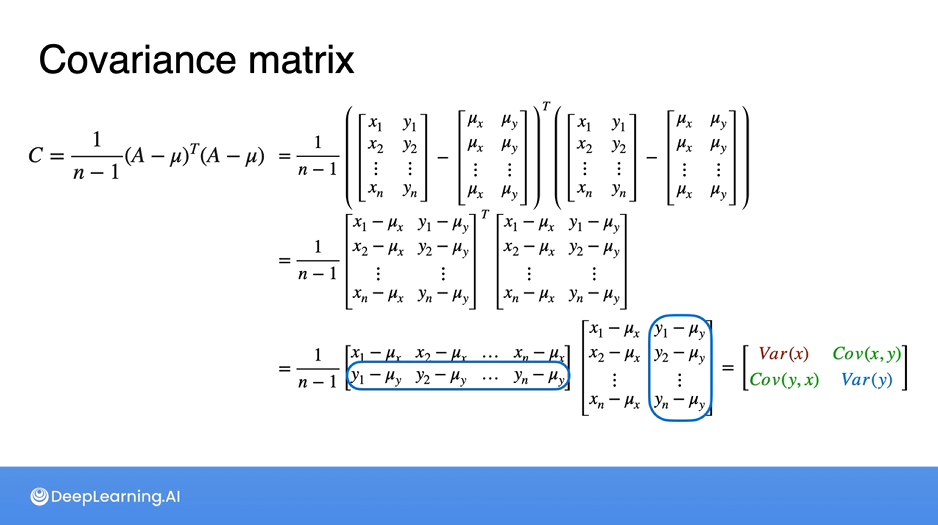 Covariance matrix
C = \frac{1}{n-1}(A - \mu)^T(A - \mu) = \frac{1}{n-1} \left( \begin{bmatrix} x_1 & y_1 \\ x_2 & y_2 \\ \vdots & \vdots \\ x_n & y_n \end{bmatrix} - \begin{bmatrix} \mu_x & \mu_y \\ \mu_x & \mu_y \\ \vdots & \vdots \\ \mu_x & \mu_y \end{bmatrix} \right)^T \left( \begin{bmatrix} x_1 & y_1 \\ x_2 & y_2 \\ \vdots & \vdots \\ x_n & y_n \end{bmatrix} - \begin{bmatrix} \mu_x & \mu_y \\ \mu_x & \mu_y \\ \vdots & \vdots \\ \mu_x & \mu_y \end{bmatrix} \right)
= \frac{1}{n-1} \begin{bmatrix} x_1 - \mu_x & y_1 - \mu_y \\ x_2 - \mu_x & y_2 - \mu_y \\ \vdots & \vdots \\ x_n - \mu_x & y_n - \mu_y \end{bmatrix}^T \begin{bmatrix} x_1 - \mu_x & y_1 - \mu_y \\ x_2 - \mu_x & y_2 - \mu_y \\ \vdots & \vdots \\ x_n - \mu_x & y_n - \mu_y \end{bmatrix}
= \frac{1}{n-1} \begin{bmatrix} x_1 - \mu_x & x_2 - \mu_x & \dots & x_n - \mu_x \\ y_1 - \mu_y & y_2 - \mu_y & \dots & y_n - \mu_y \end{bmatrix} \begin{bmatrix} x_1 - \mu_x & y_1 - \mu_y \\ x_2 - \mu_x & y_2 - \mu_y \\ \vdots & \vdots \\ x_n - \mu_x & y_n - \mu_y \end{bmatrix} = \begin{bmatrix} Var(x) & Cov(x, y) \\ Cov(y, x) & Var(y) \end{bmatrix}
DeepLearning.AI